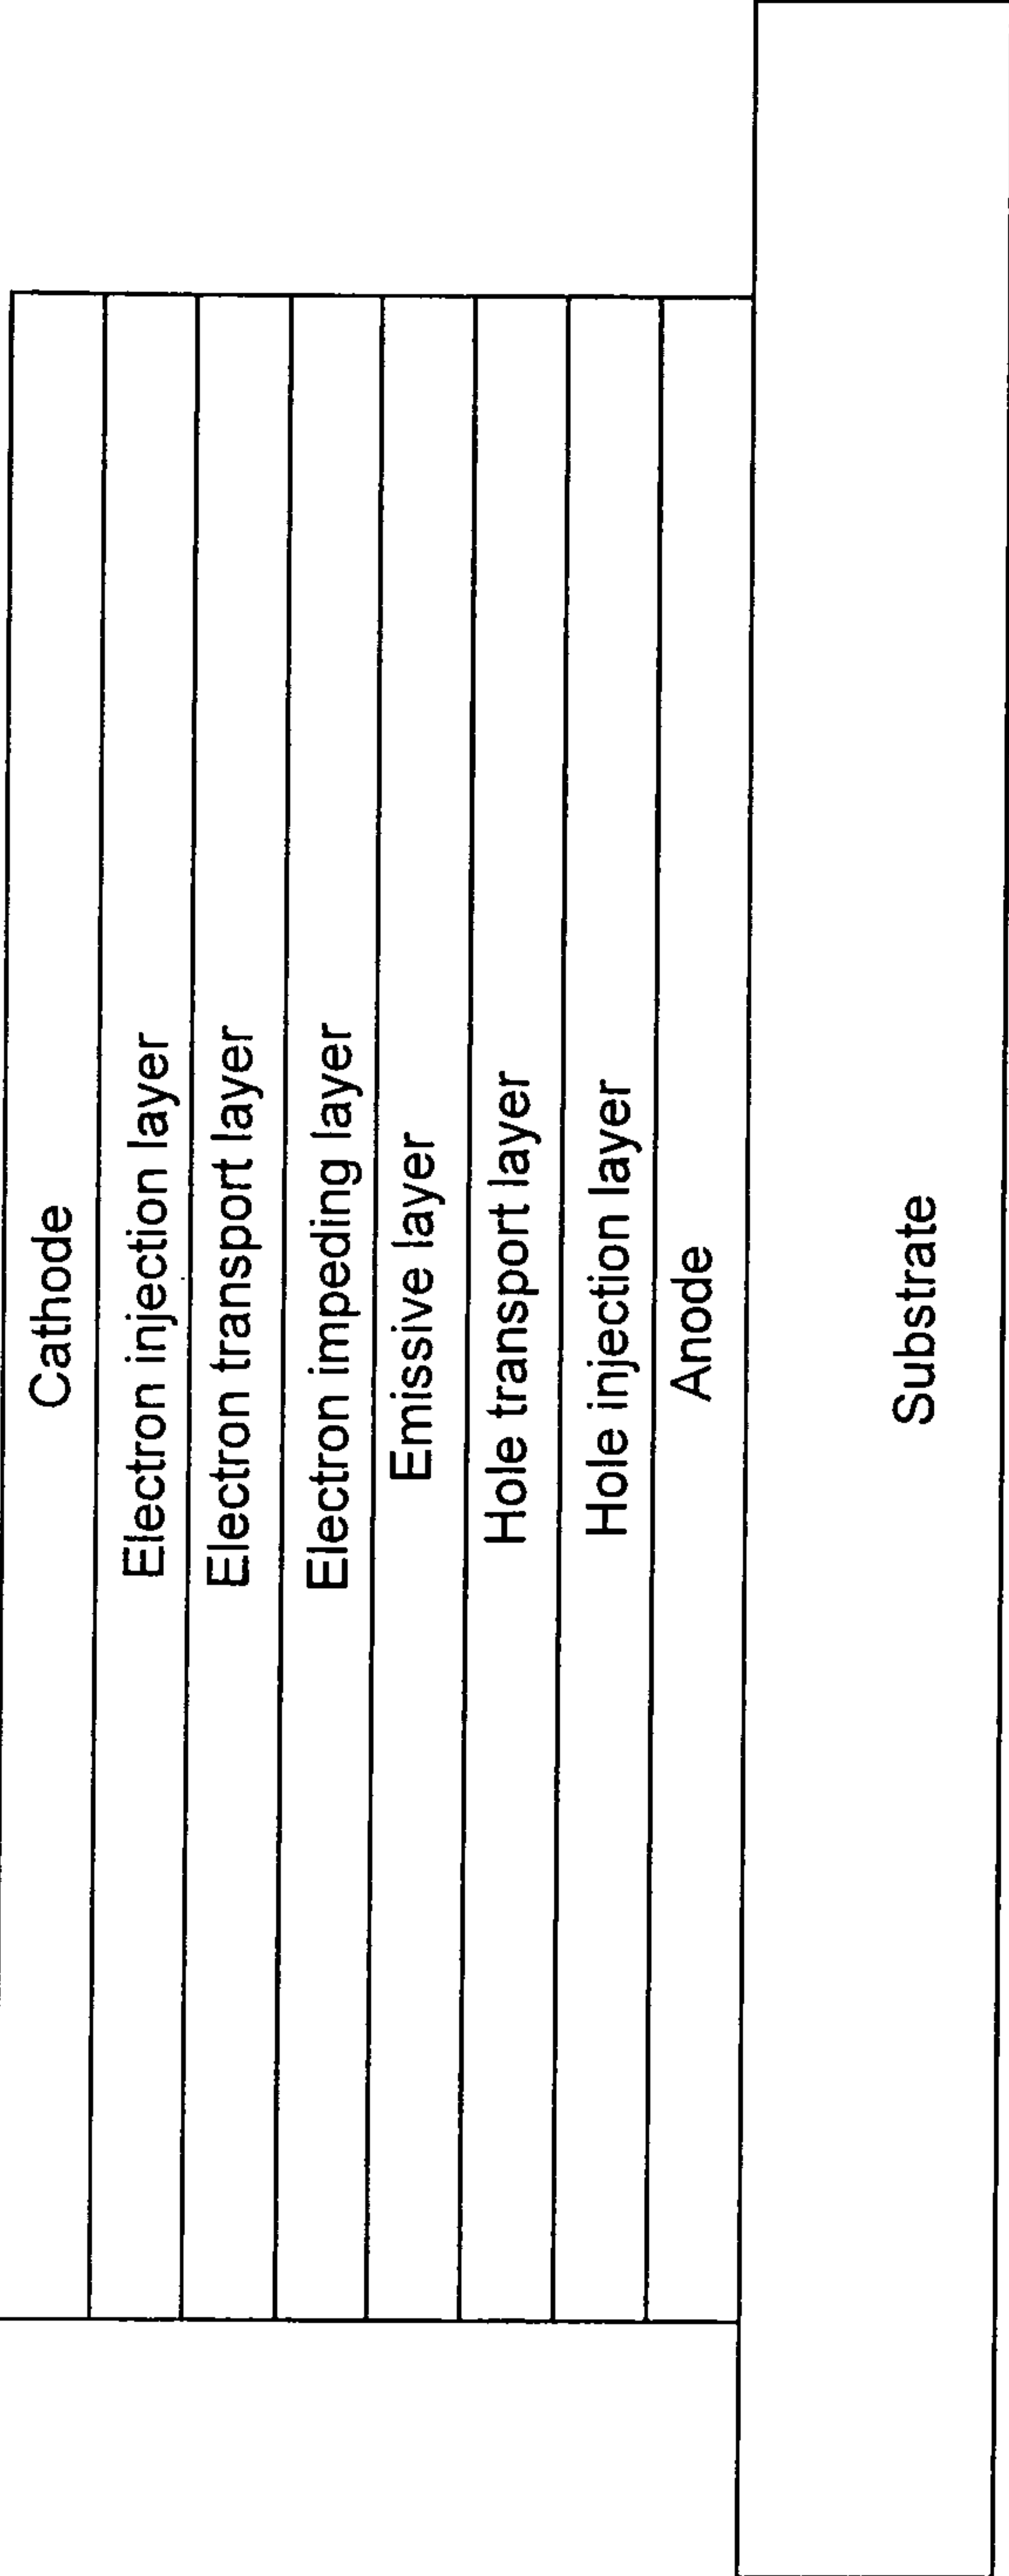 Cathode
Electron injection layer
Electron transport layer
Electron impeding layer
Emissive layer
Hole transport layer
Hole injection layer
Anode
Substrate